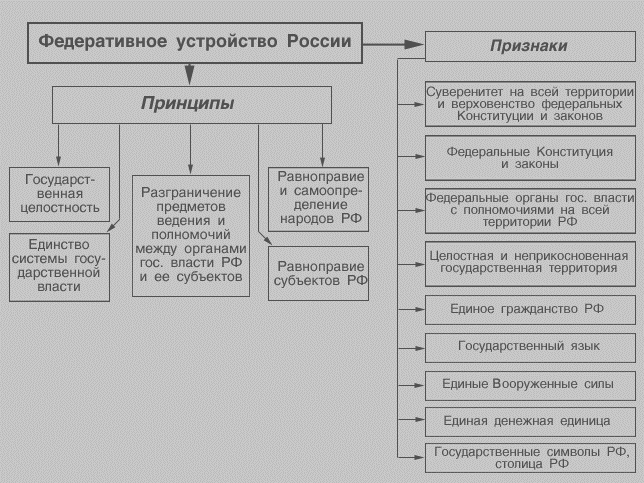 Федеративное устройство России
Признаки
Принципы
Государст-
венная
целостность
Единство
системы госу-
дарственной
власти
Разграничение
предметов
ведения и
полномочий
между органами
гос. власти РФ
и ее субъектов
Равноправие
и самоопре-
деление
народов РФ
Равноправие
субъектов РФ
Суверенитет на всей территории
и верховенство федеральных
Конституции и законов
Федеральные Конституция
и законы
Федеральные органы гос. власти
с полномочиями на всей
территории РФ
Целостная и неприкосновенная
государственная территория
Единое гражданство РФ
Государственный язык
Единые Вооруженные силы
Единая денежная единица
Государственные символы РФ,
столица РФ